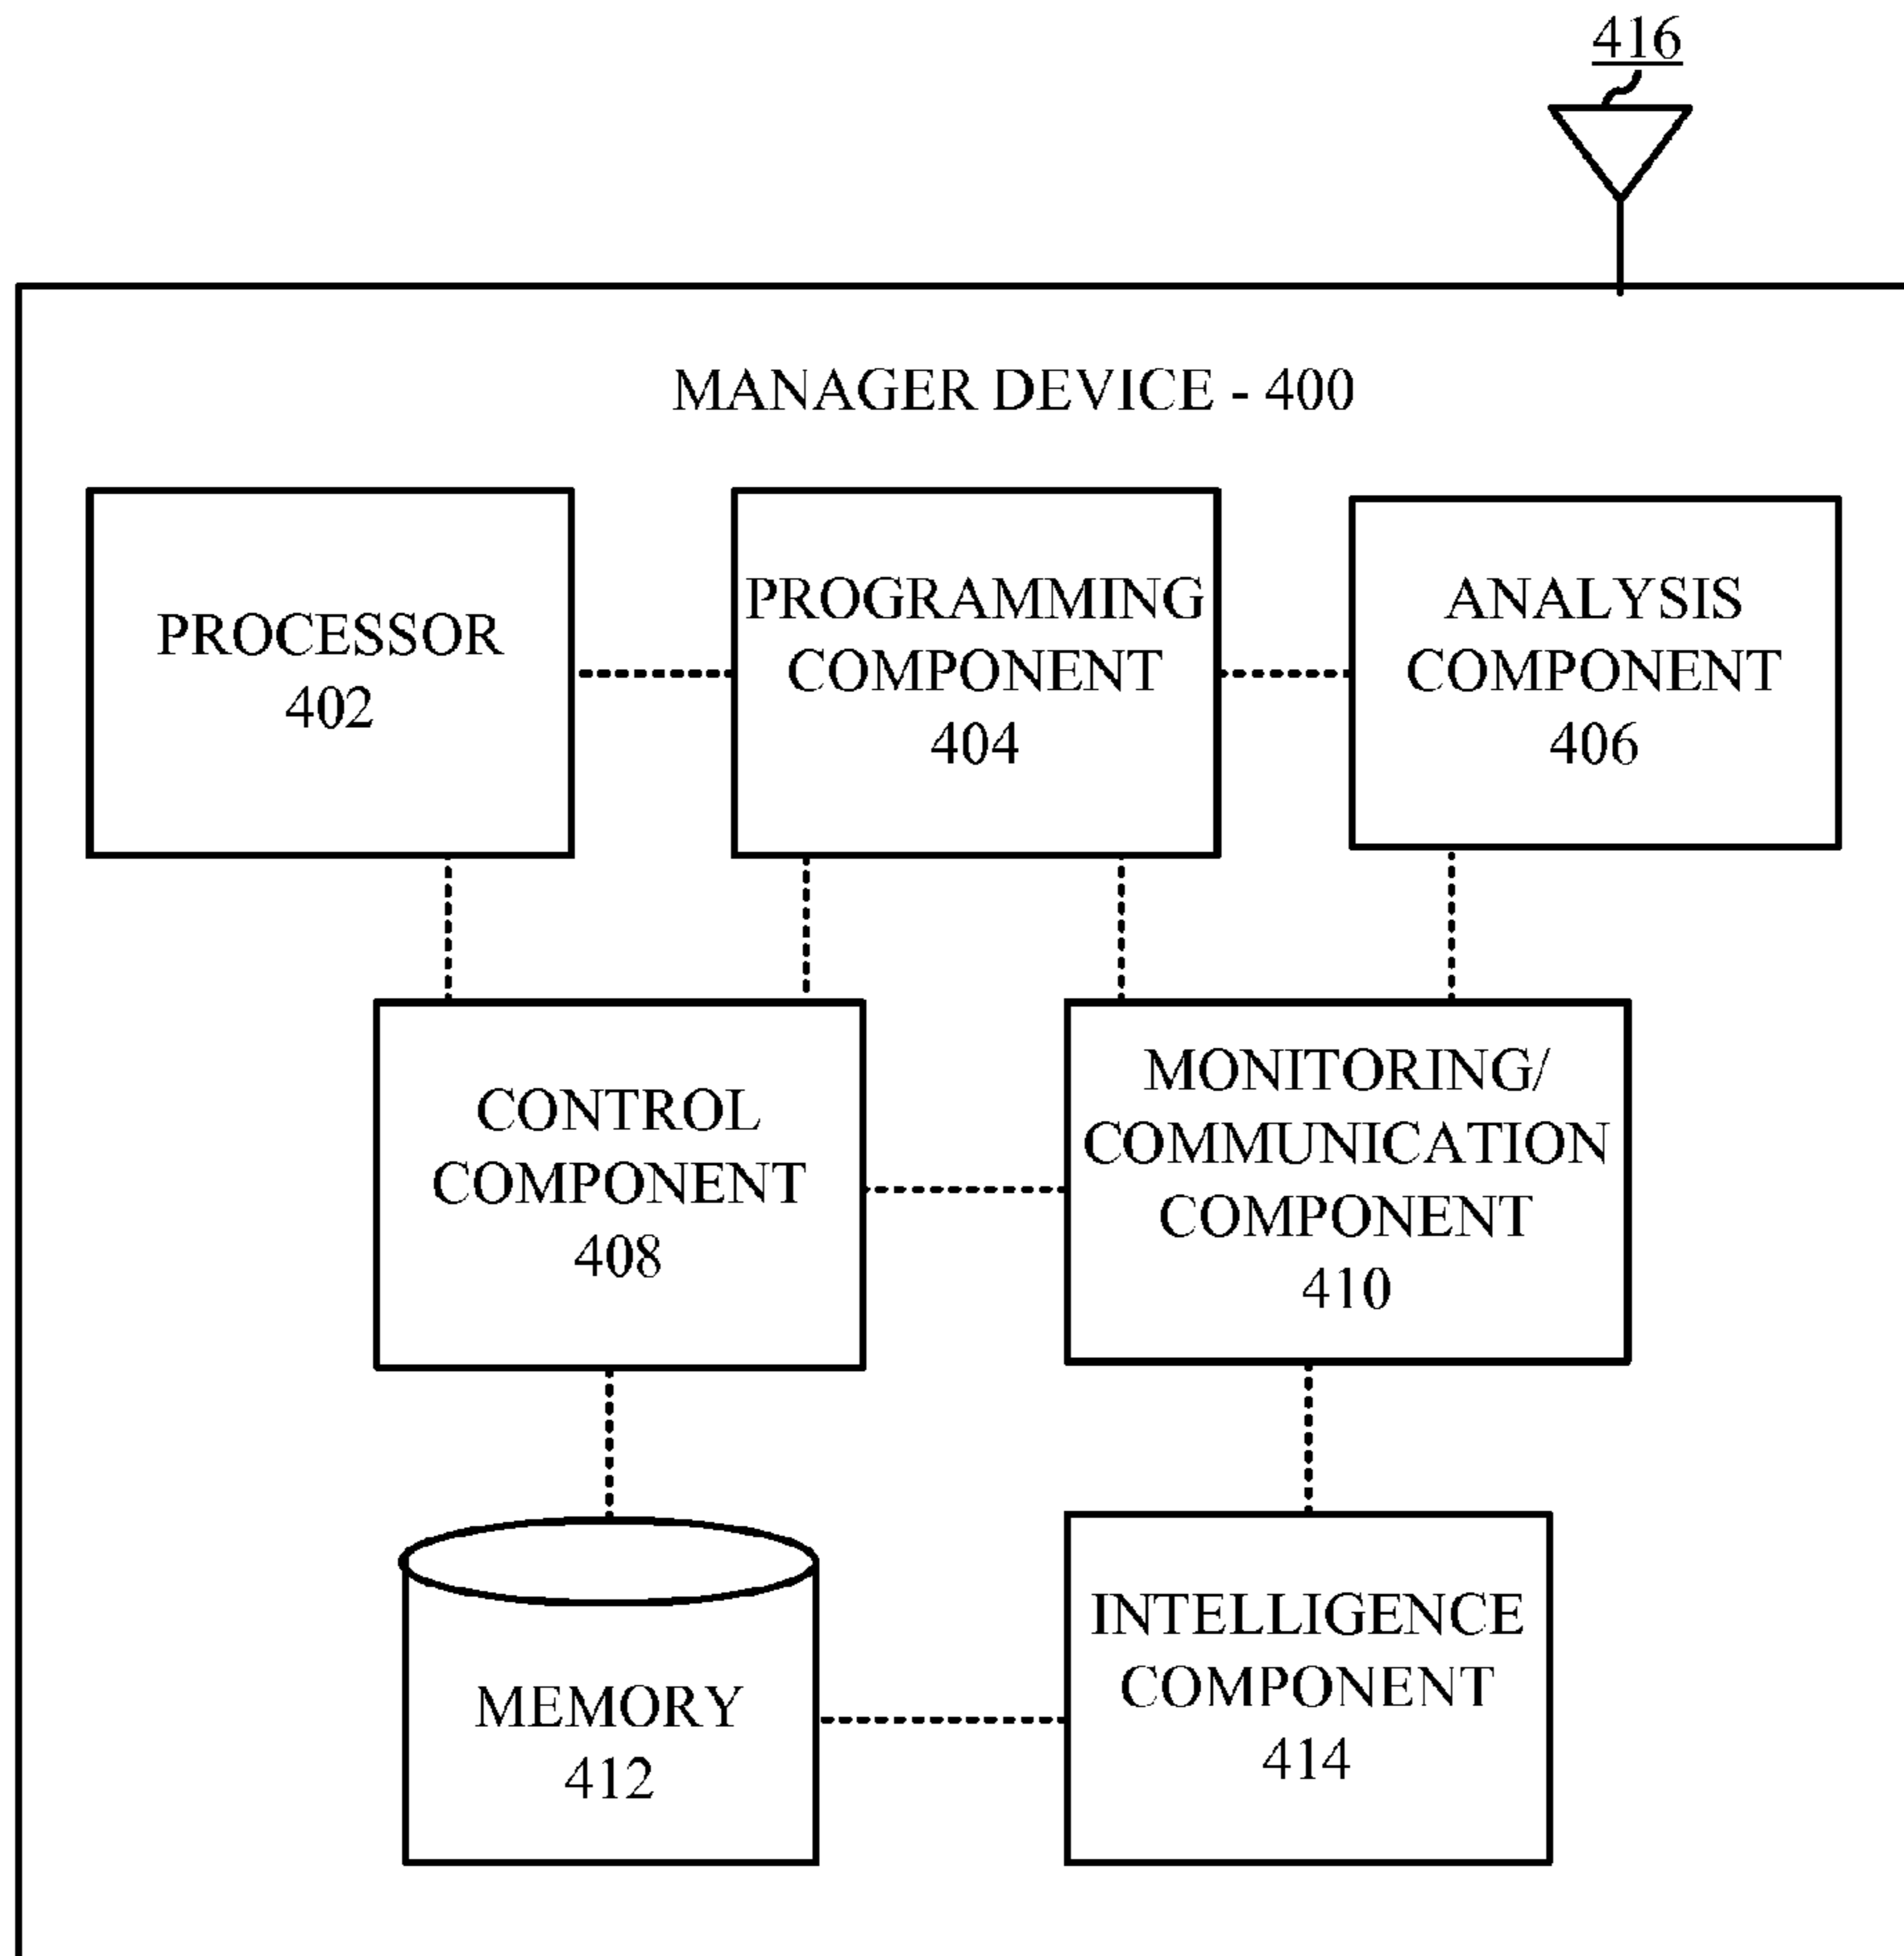 416
MANAGER DEVICE - 400
PROCESSOR
402
PROGRAMMING
COMPONENT
404
ANALYSIS
COMPONENT
406
CONTROL
COMPONENT
408
MONITORING/
COMMUNICATION
COMPONENT
410
MEMORY
412
INTELLIGENCE
COMPONENT
414